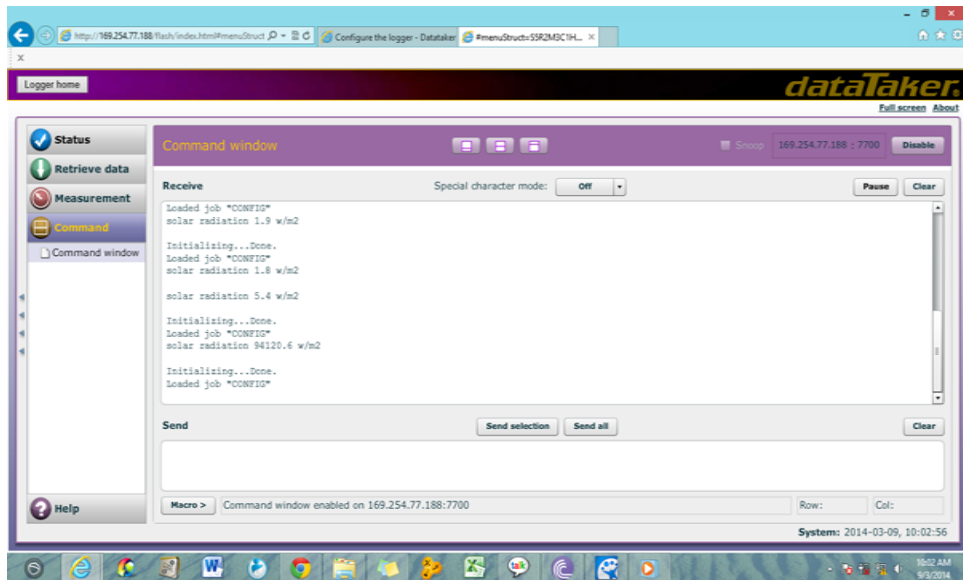 http://169.254.77.188/flash/index.html#menuStruct
Configure the logger - Datataker
#menuStruct=S5R2M3C1H...
Logger home
dataTaker.
Full screen About
Status
Retrieve data
Measurement
Command
Command window
Help
Command window
Snoop
169.254.77.188 : 7700
Disable
Receive
Special character mode:
Off
Pause
Clear
Loaded job "CONFIG"
solar radiation 1.9 w/m2
Initializing...Done.
Loaded job "CONFIG"
solar radiation 1.8 w/m2
solar radiation 5.4 w/m2
Initializing...Done.
Loaded job "CONFIG"
solar radiation 94120.6 w/m2
Initializing...Done.
Loaded job "CONFIG"
Send
Send selection
Send all
Clear
Macro >
Command window enabled on 169.254.77.188:7700
Row:
Col:
System: 2014-03-09, 10:02:56
10:02 AM
9/3/2014